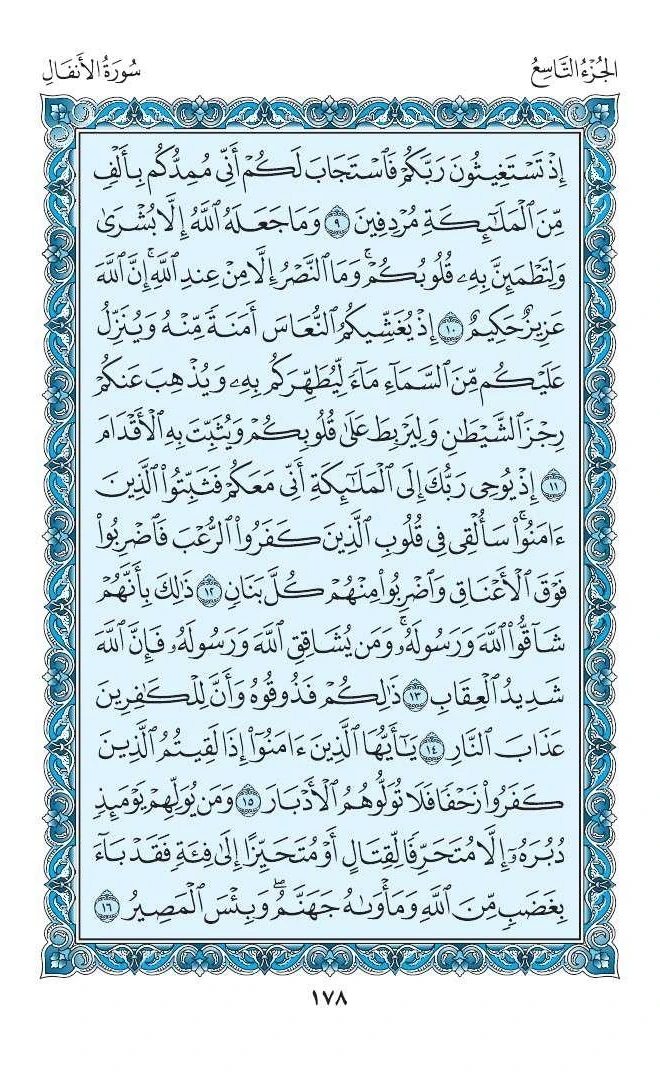 الجُزْءُ التَّاسِعُ
سُورَةُ الأَنفَالِ
إِذْ تَسْتَغِيثُونَ رَبَّكُمْ فَٱسْتَجَابَ لَكُمْ أَنِّي مُمِدُّكُم بِأَلْفٖ
مِّنَ ٱلْمَلَٰٓئِكَةِ مُرْدِفِينَ ٩ وَمَا جَعَلَهُ ٱللَّهُ إِلَّا بُشْرَىٰ
وَلِتَطْمَئِنَّ بِهِۦ قُلُوبُكُمْۚ وَمَا ٱلنَّصْرُ إِلَّا مِنْ عِندِ ٱللَّهِۚ إِنَّ ٱللَّهَ
عَزِيزٌ حَكِيمٌ ١٠ إِذْ يُغَشِّيكُمُ ٱلنُّعَاسَ أَمَنَةٗ مِّنْهُ وَيُنَزِّلُ
عَلَيْكُم مِّنَ ٱلسَّمَآءِ مَآءٗ لِّيُطَهِّرَكُم بِهِۦ وَيُذْهِبَ عَنكُمْ
رِجْزَ ٱلشَّيْطَٰنِ وَلِيَرْبِطَ عَلَىٰ قُلُوبِكُمْ وَيُثَبِّتَ بِهِ ٱلْأَقْدَامَ
١١ إِذْ يُوحِي رَبُّكَ إِلَى ٱلْمَلَٰٓئِكَةِ أَنِّي مَعَكُمْ فَثَبِّتُواْ ٱلَّذِينَ
ءَامَنُواْۚ سَأُلْقِي فِي قُلُوبِ ٱلَّذِينَ كَفَرُواْ ٱلرُّعْبَ فَٱضْرِبُواْ
فَوْقَ ٱلْأَعْنَاقِ وَٱضْرِبُواْ مِنْهُمْ كُلَّ بَنَانٖ ١٢ ذَٰلِكَ بِأَنَّهُمْ
شَآقُّواْ ٱللَّهَ وَرَسُولَهُۥۚ وَمَن يُشَاقِقِ ٱللَّهَ وَرَسُولَهُۥ فَإِنَّ ٱللَّهَ
شَدِيدُ ٱلْعِقَابِ ١٣ ذَٰلِكُمْ فَذُوقُوهُ وَأَنَّ لِلْكَٰفِرِينَ
عَذَابَ ٱلنَّارِ ١٤ يَٰٓأَيُّهَا ٱلَّذِينَ ءَامَنُوٓاْ إِذَا لَقِيتُمُ ٱلَّذِينَ
كَفَرُواْ زَحْفٗا فَلَا تُوَلُّوهُمُ ٱلْأَدْبَارَ ١٥ وَمَن يُوَلِّهِمْ يَوْمَئِذٖ
دُبُرَهُۥٓ إِلَّا مُتَحَرِّفٗا لِّقِتَالٍ أَوْ مُتَحَيِّزًا إِلَىٰ فِئَةٖ فَقَدْ بَآءَ
بِغَضَبٖ مِّنَ ٱللَّهِ وَمَأْوَىٰهُ جَهَنَّمُۖ وَبِئْسَ ٱلْمَصِيرُ ١٦
١٧٨